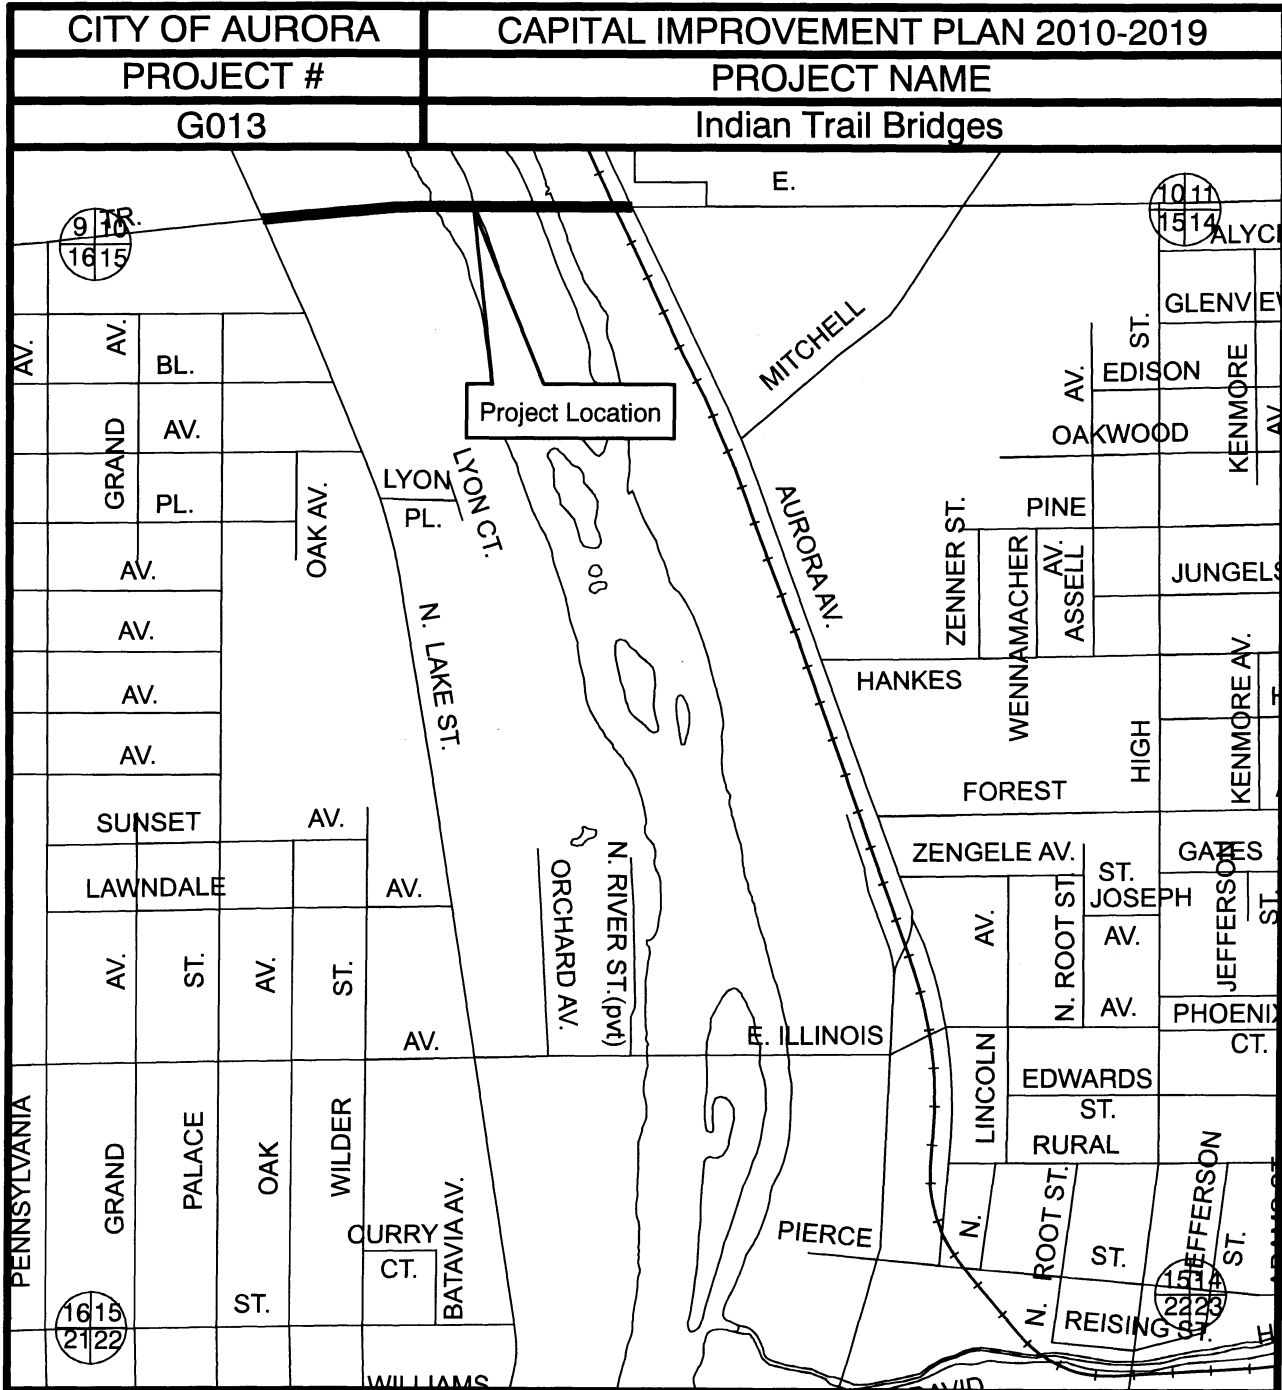 CITY OF AURORA
CAPITAL IMPROVEMENT PLAN 2010-2019
PROJECT #
PROJECT NAME
G013
Indian Trail Bridges
E.
TR.
9 10
16 15
10 11
15 14
ALYCI
GLENVIEW
ST.
AV.
AV.
BL.
MITCHELL
EDISON
KENMORE
AV.
AV.
Project Location
GRAND
AV.
OAKWOOD
LYON
PL.
LYON CT.
PL.
OAK AV.
AURORA AV.
PINE
ZENNER ST.
WENNAMACHER
AV.
ASSELL
JUNGELS
AV.
AV.
N. LAKE ST.
HANKES
KENMORE AV.
AV.
AV.
HIGH
FOREST
SUNSET
AV.
ZENGELE AV.
GATES
ST.
JOSEPH
AV.
JEFFERSON
ST.
LAWNDALE
AV.
ORCHARD AV.
N. RIVER ST.(pvt)
AV.
N. ROOT ST.
AV.
ST.
AV.
ST.
AV.
PHOENIX
CT.
AV.
E. ILLINOIS
LINCOLN
EDWARDS
ST.
RURAL
PENNSYLVANIA
GRAND
PALACE
OAK
WILDER
CURRY
CT.
BATAVIA AV.
PIERCE
N.
ROOT ST.
N.
ST.
JEFFERSON
ST.
16 15
21 22
ST.
15 14
22 23
REISING ST.
H
WILLIAMS
DAVID